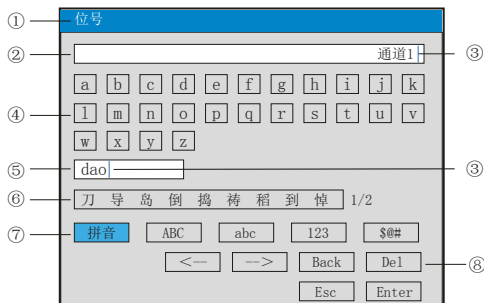 ① 位号
② 通道1 ③
a b c d e f g h i j k
④ l m n o p q r s t u v
w x y z
⑤ dao ③
⑥ 刀 导 岛 倒 捣 祷 稻 到 悼 1/2
⑦ 拼音 ABC abc 123 $@#
<-- --> Back Del ⑧
Esc Enter